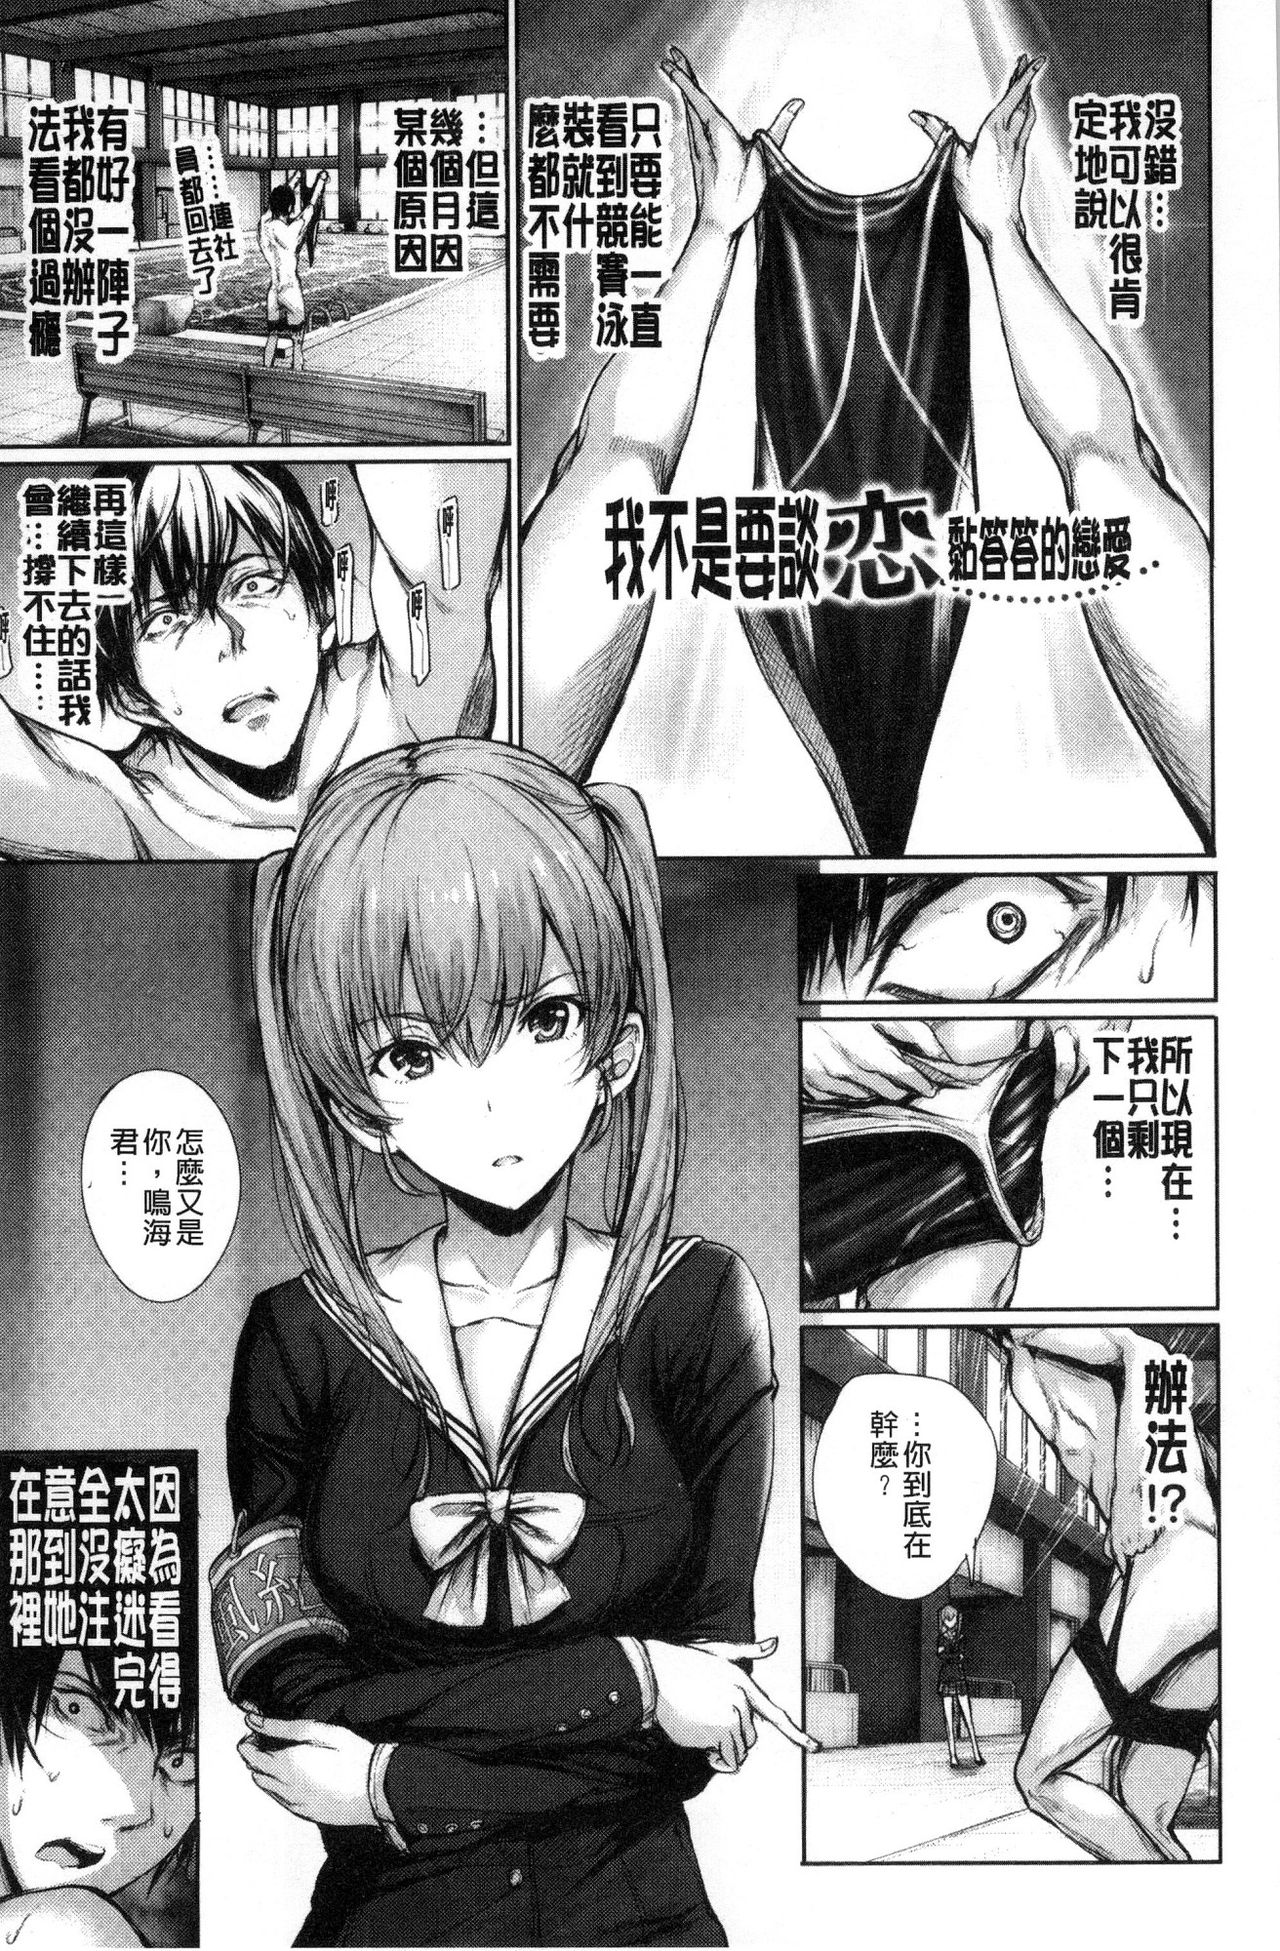 沒錯…
我可以很肯
定地說
只要能一直
看到競賽泳
裝就什
麼都不需要
我不是要談戀
黏答答的戀愛…
…但這
幾個月因
某個原因
……連社
員都回去了
有好一陣子
我都沒辦
法看個過癮
呼
呼
呼
呼
呼
再這樣
繼續下去的話我
會…撐不住……
所以現在…
我只剩
下一個…
辦法!?
…你到底在
幹麼?
怎麼又是
你，鳴海
君…
風紀
因為看得
太癡迷完
全沒注
意到她
在那裡